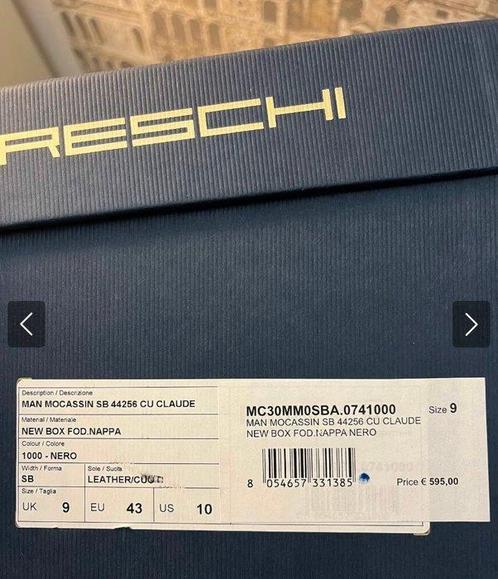 RESCHI
Description / Descrizione
MAN MOCASSIN SB 44256 CU CLAUDE
Material / Materiale
NEW BOX FOD.NAPPA
Colour / Colore
1000 - NERO
Width / Forma
Sole / Suola
SB
LEATHER/CUOI
Size / Taglia
UK 9 EU 43 US 10
MC30MM0SBA.0741000 Size 9
MAN MOCASSIN SB 44256 CU CLAUDE
NEW BOX FOD.NAPPA NERO
0741000
8 054657 331385
Price € 595,00